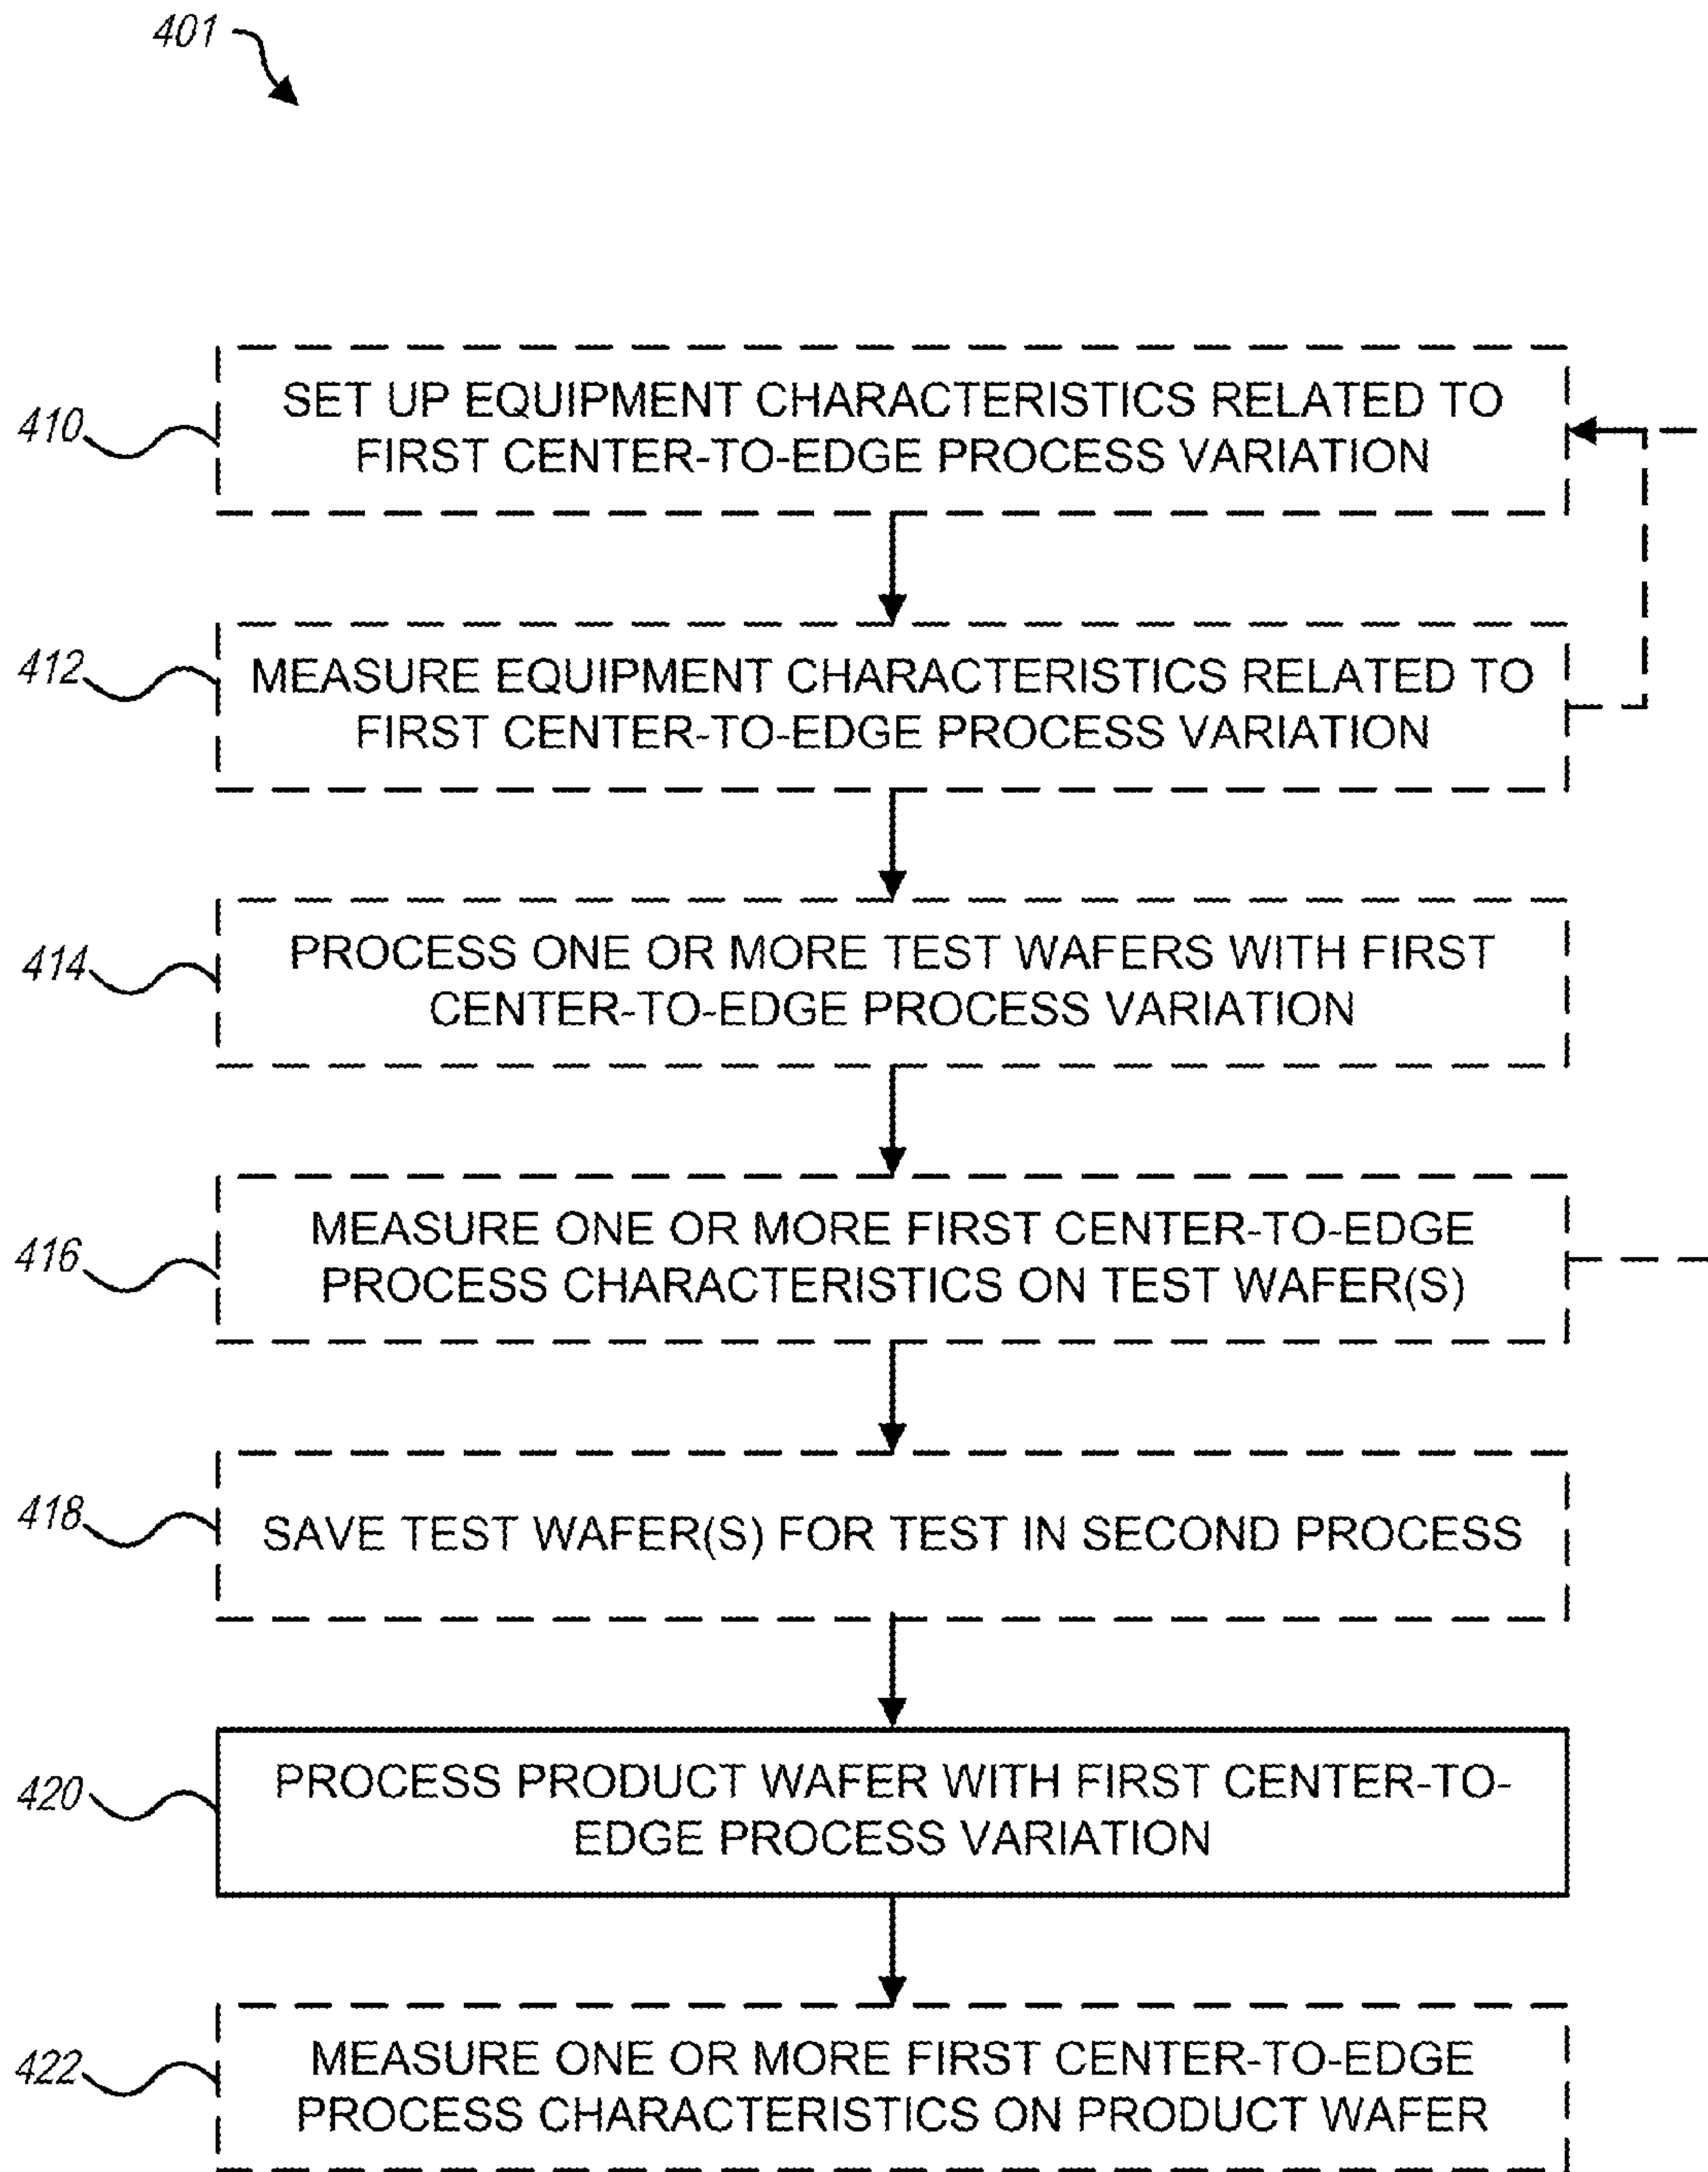 401
410
SET UP EQUIPMENT CHARACTERISTICS RELATED TO
FIRST CENTER-TO-EDGE PROCESS VARIATION
412
MEASURE EQUIPMENT CHARACTERISTICS RELATED TO
FIRST CENTER-TO-EDGE PROCESS VARIATION
414
PROCESS ONE OR MORE TEST WAFERS WITH FIRST
CENTER-TO-EDGE PROCESS VARIATION
416
MEASURE ONE OR MORE FIRST CENTER-TO-EDGE
PROCESS CHARACTERISTICS ON TEST WAFER(S)
418
SAVE TEST WAFER(S) FOR TEST IN SECOND PROCESS
420
PROCESS PRODUCT WAFER WITH FIRST CENTER-TO-
EDGE PROCESS VARIATION
422
MEASURE ONE OR MORE FIRST CENTER-TO-EDGE
PROCESS CHARACTERISTICS ON PRODUCT WAFER